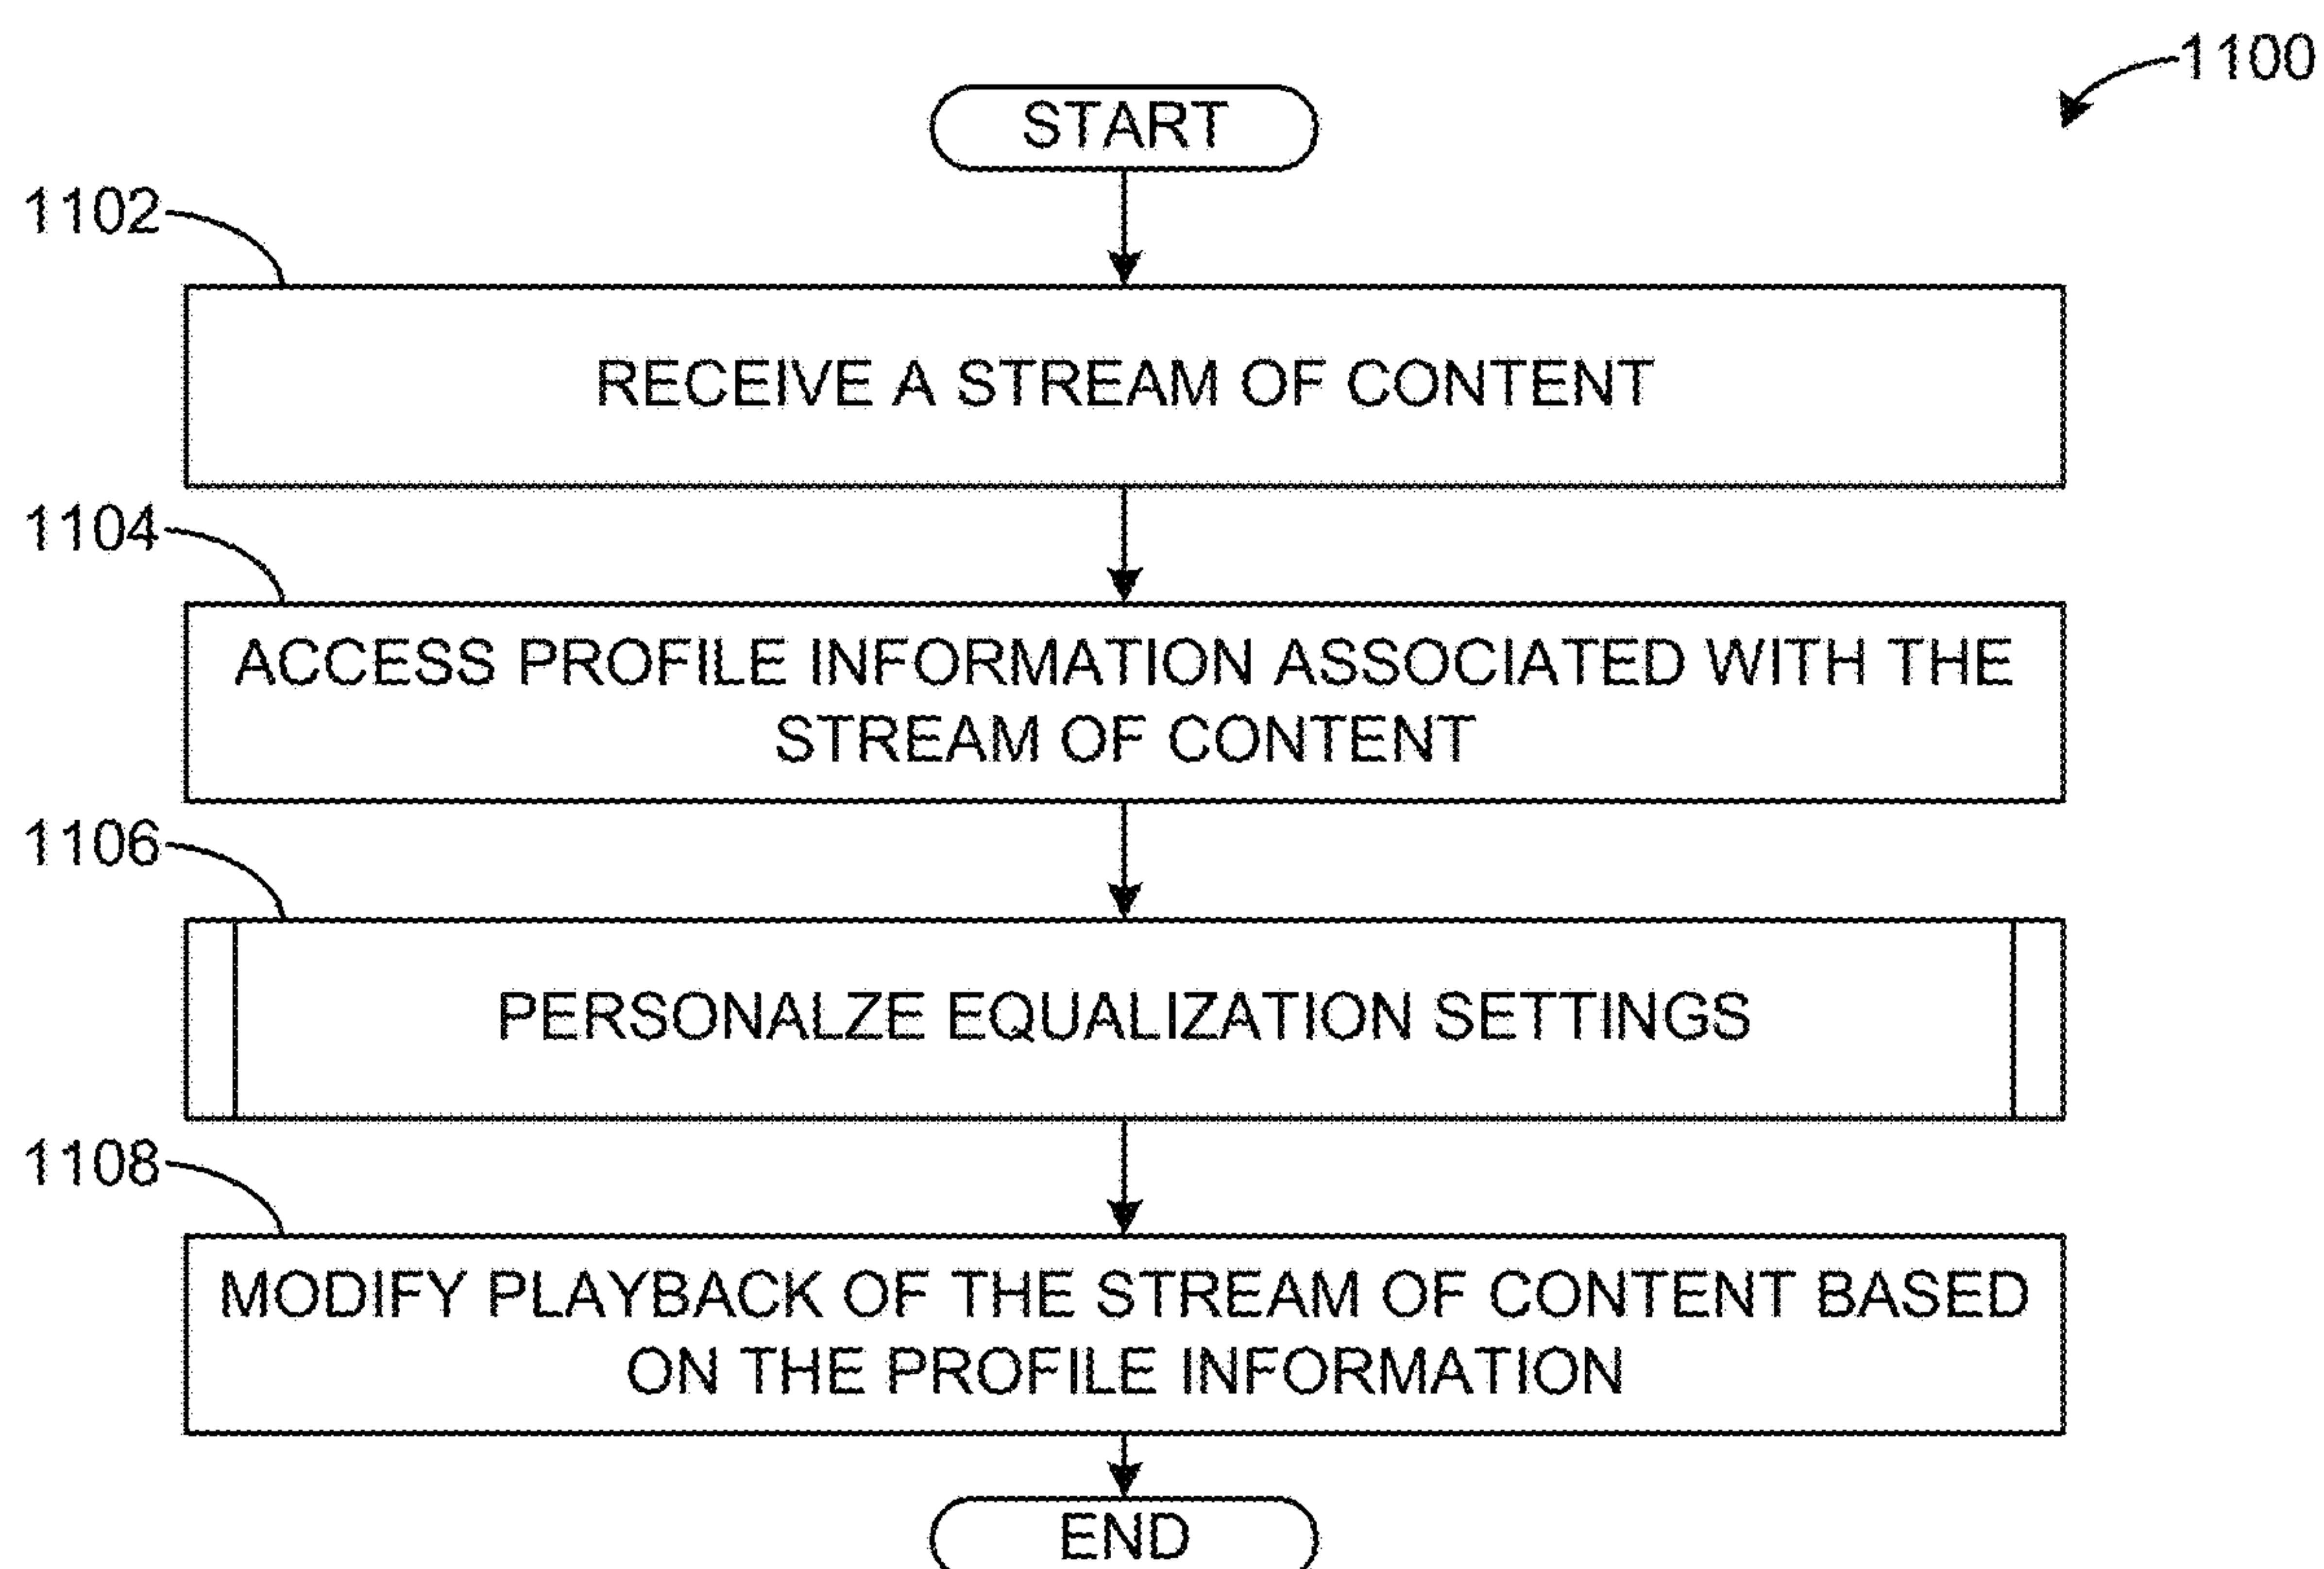 1100
START
1102
RECEIVE A STREAM OF CONTENT
1104
ACCESS PROFILE INFORMATION ASSOCIATED WITH THE
STREAM OF CONTENT
1106
PERSONALZE EQUALIZATION SETTINGS
1108
MODIFY PLAYBACK OF THE STREAM OF CONTENT BASED
ON THE PROFILE INFORMATION
END